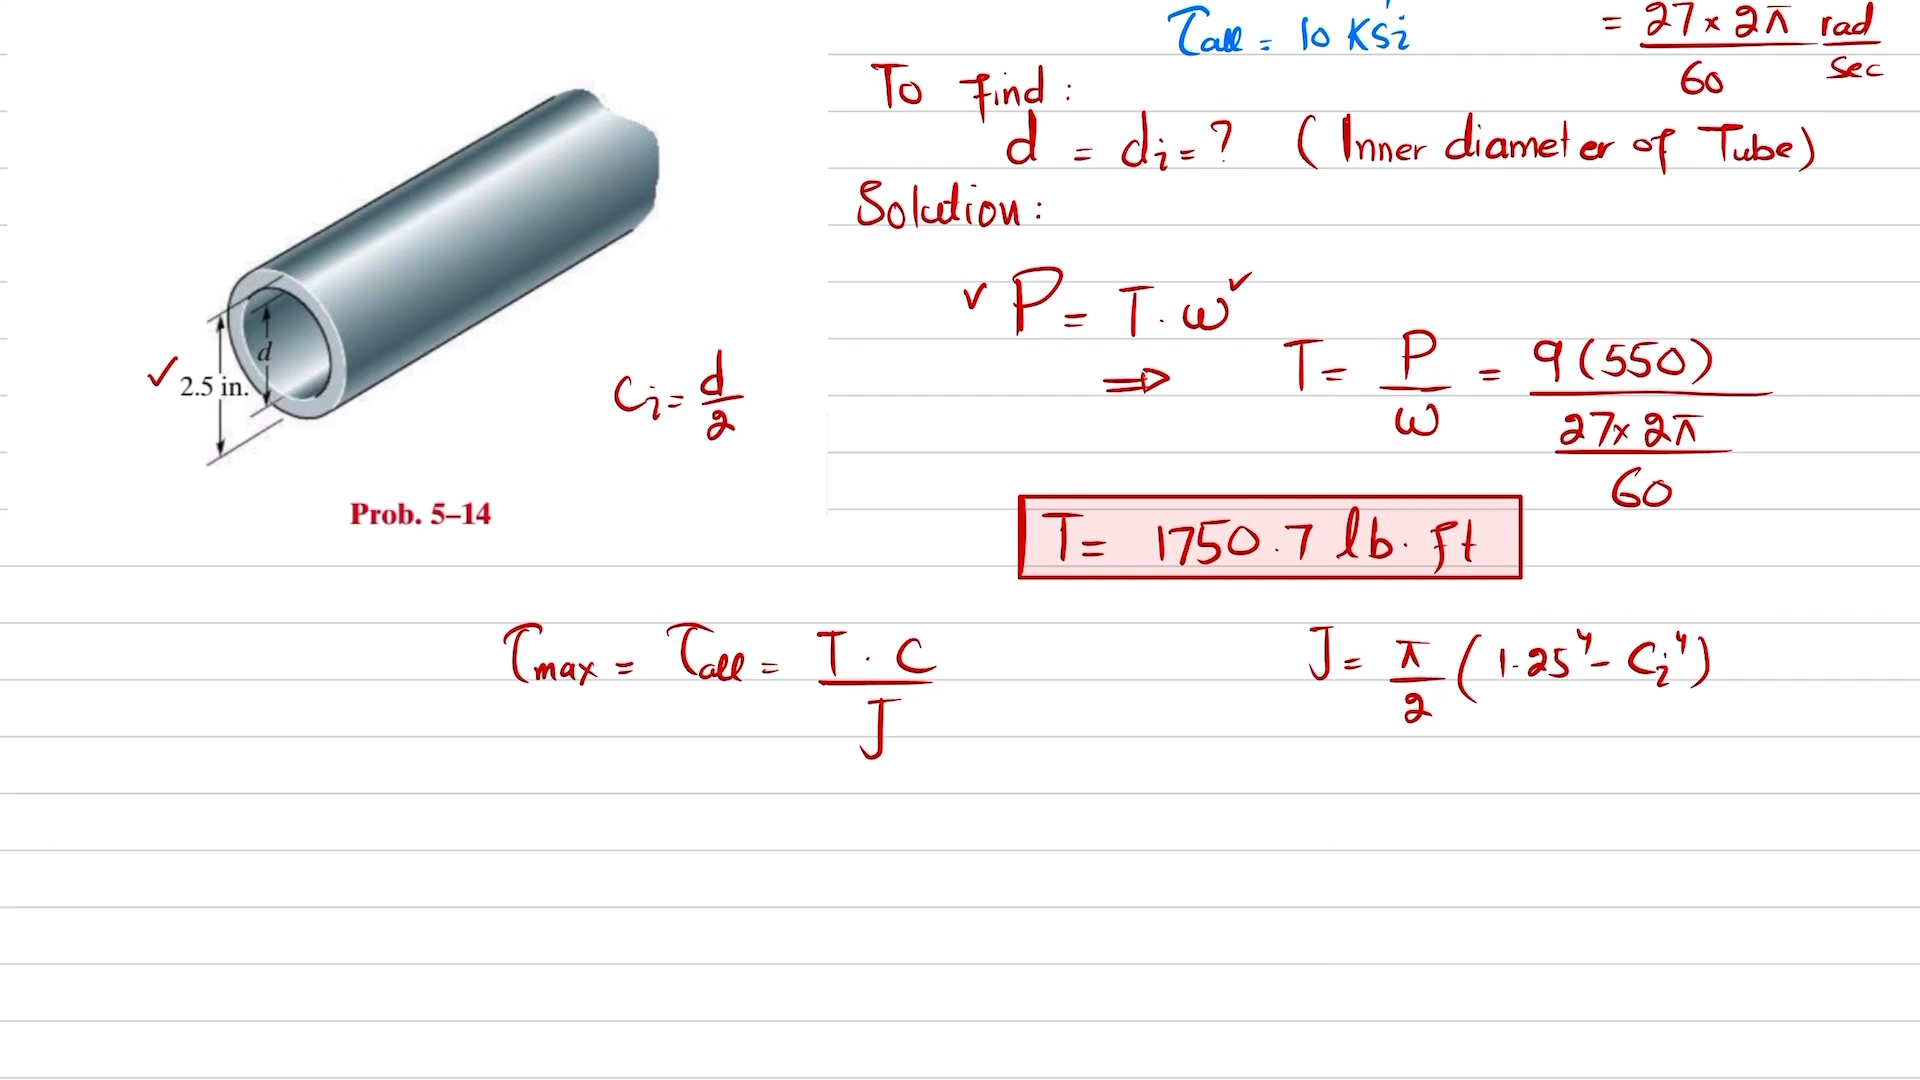 τall = 10 Ksi
= 27 × 2π rad
60 sec
To Find :
d = di = ? ( Inner diameter of Tube)
Solution :
✓ P = T . ω ✓
⇒ T = P/ω = 9 (550)
27 × 2π
60
d
✓ 2.5 in.
Ci = d/2
Prob. 5–14
T = 1750.7 lb. ft
τmax = τall = T . C / J
J = π/2 ( 1.25⁴ - Ci⁴ )